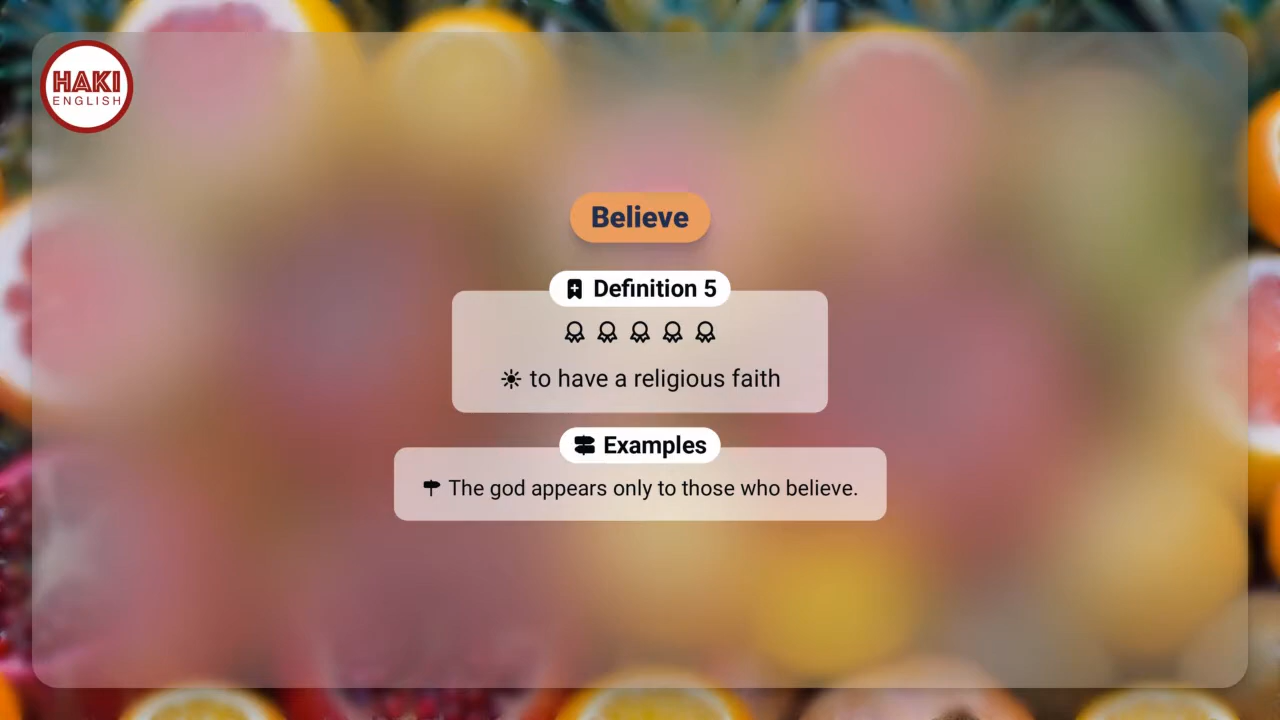 HAKI
ENGLISH
Believe
Definition 5
to have a religious faith
Examples
The god appears only to those who believe.